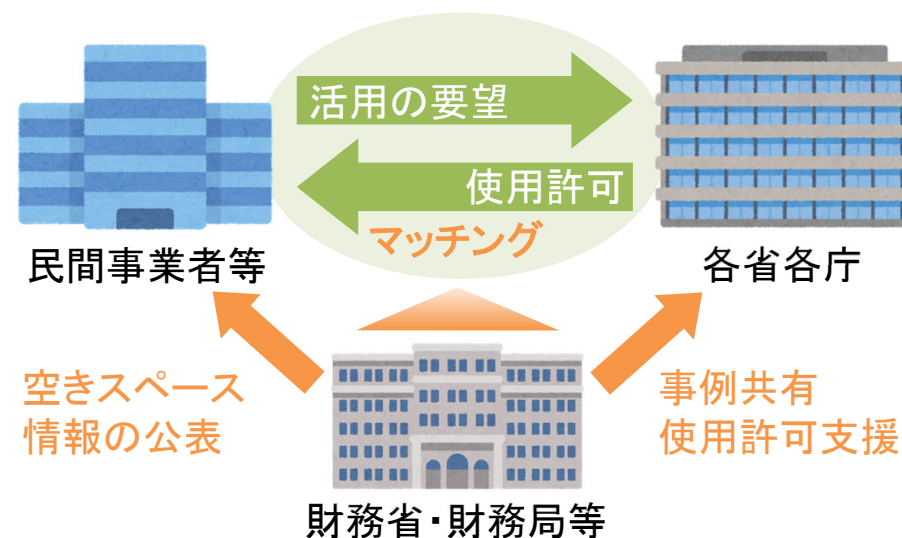 活用の要望
使用許可
マッチング
民間事業者等
各省各庁
空きスペース
情報の公表
事例共有
使用許可支援
財務省・財務局等